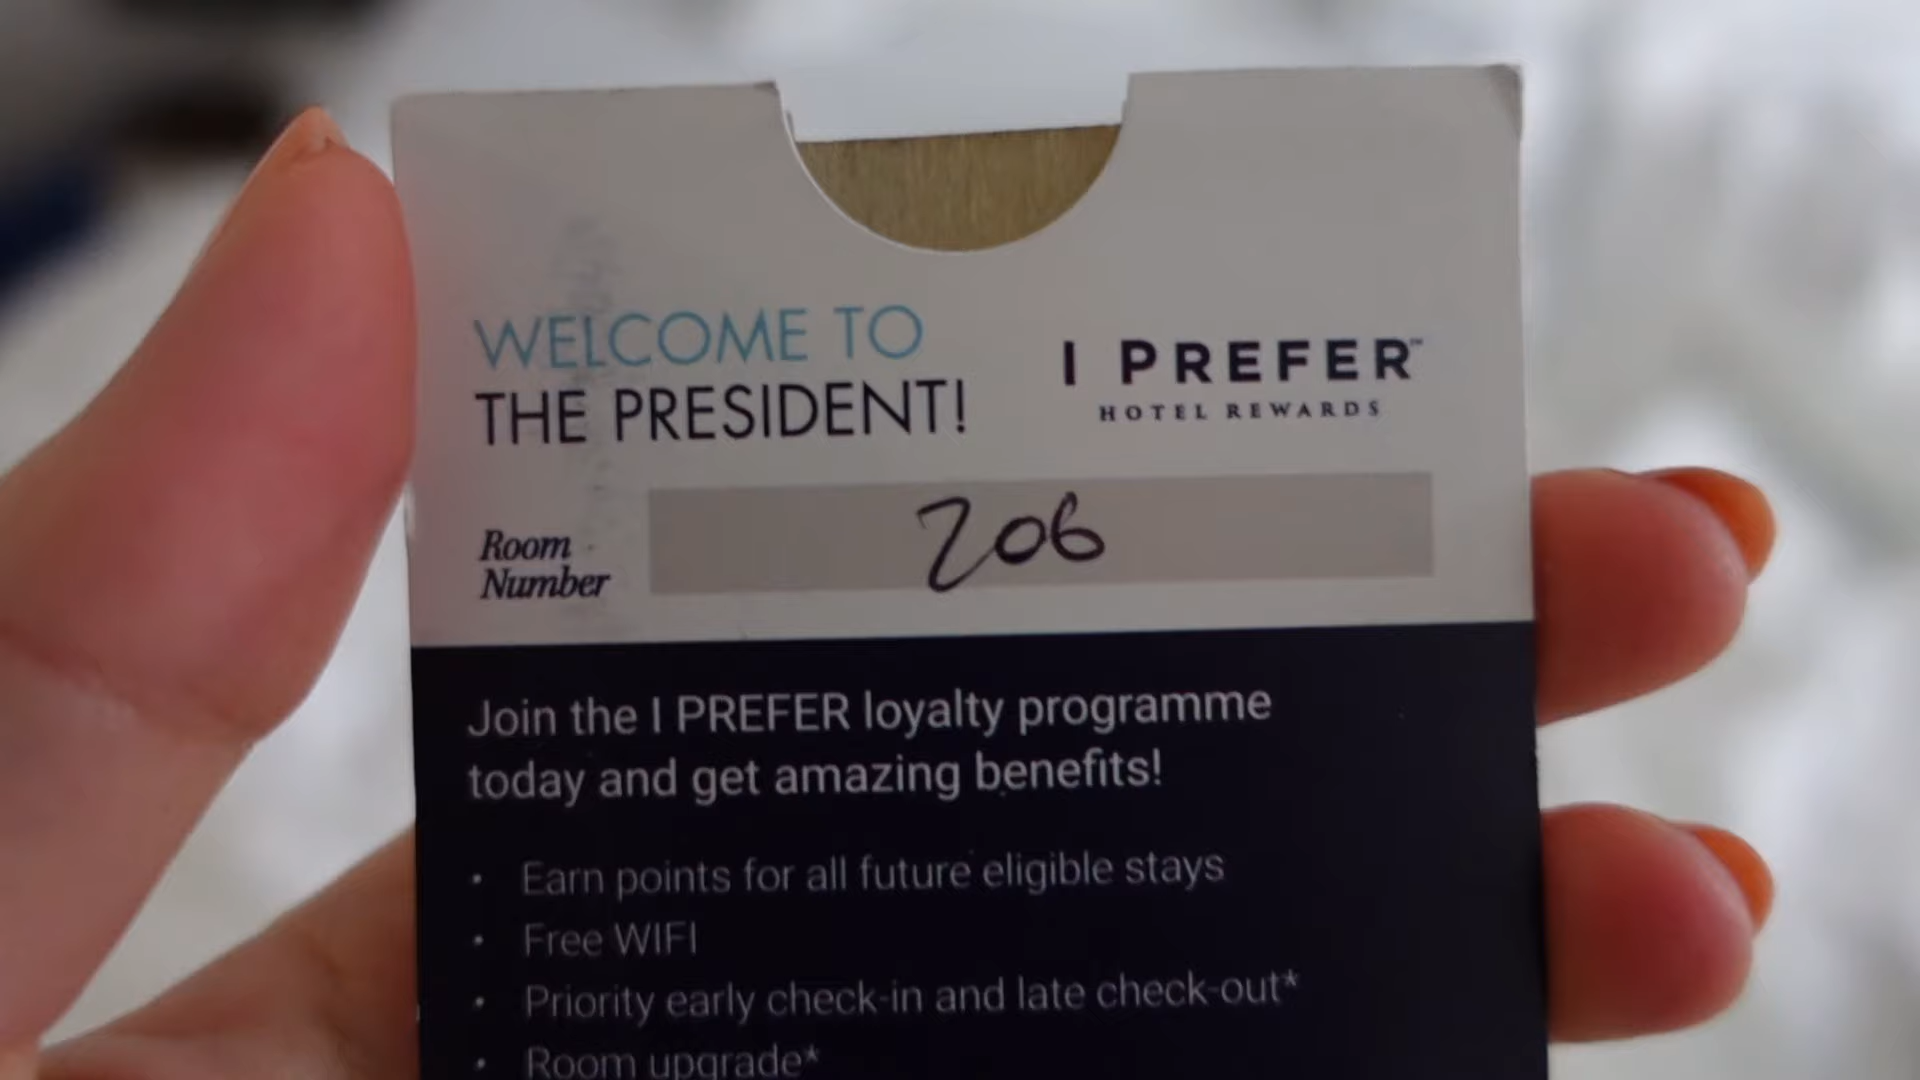 WELCOME TO
THE PRESIDENT!
I PREFER™
HOTEL REWARDS
Room
Number
206
Join the I PREFER loyalty programme
today and get amazing benefits!
• Earn points for all future eligible stays
• Free WIFI
• Priority early check-in and late check-out*
• Room upgrade*